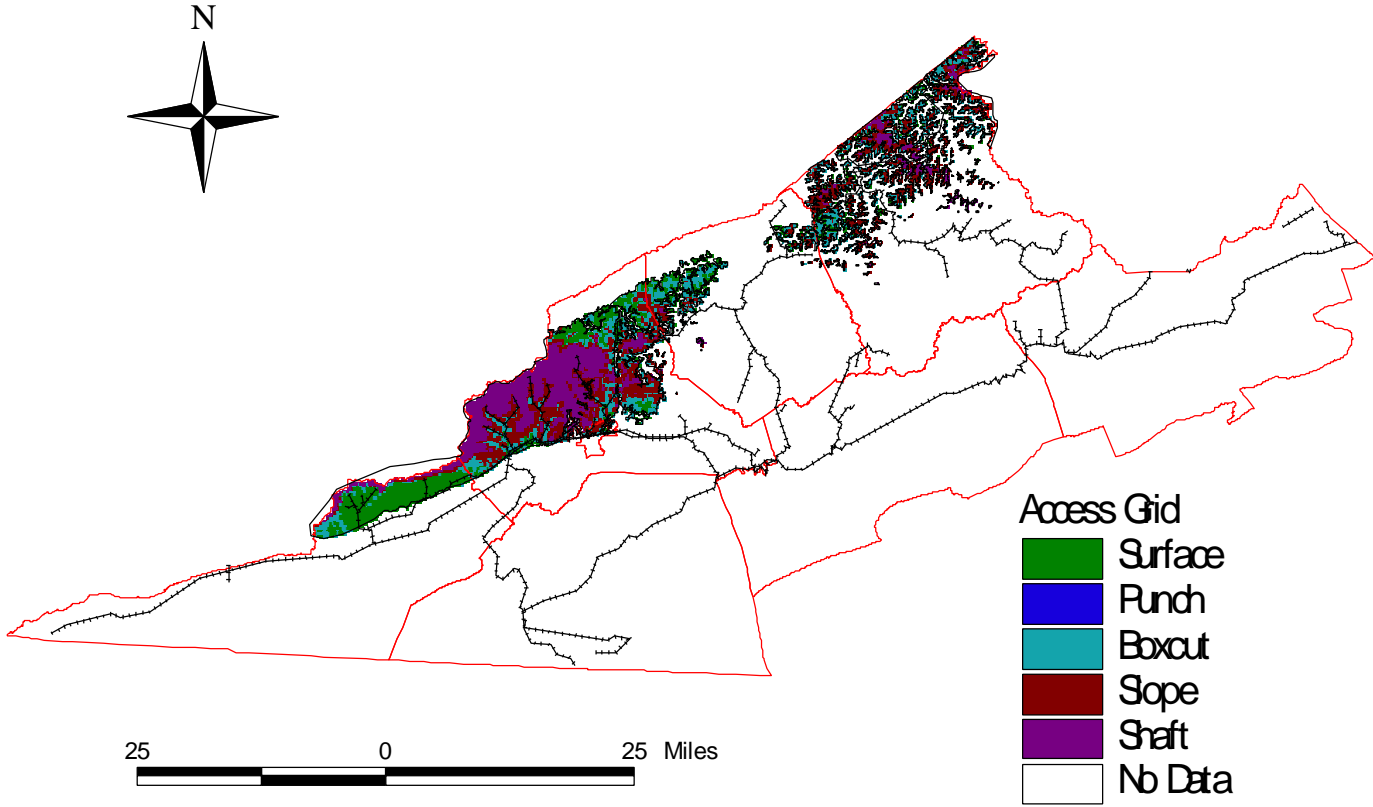 N
Access Grid
Surface
Punch
Boxcut
Slope
Shaft
No Data
25 0 25 Miles